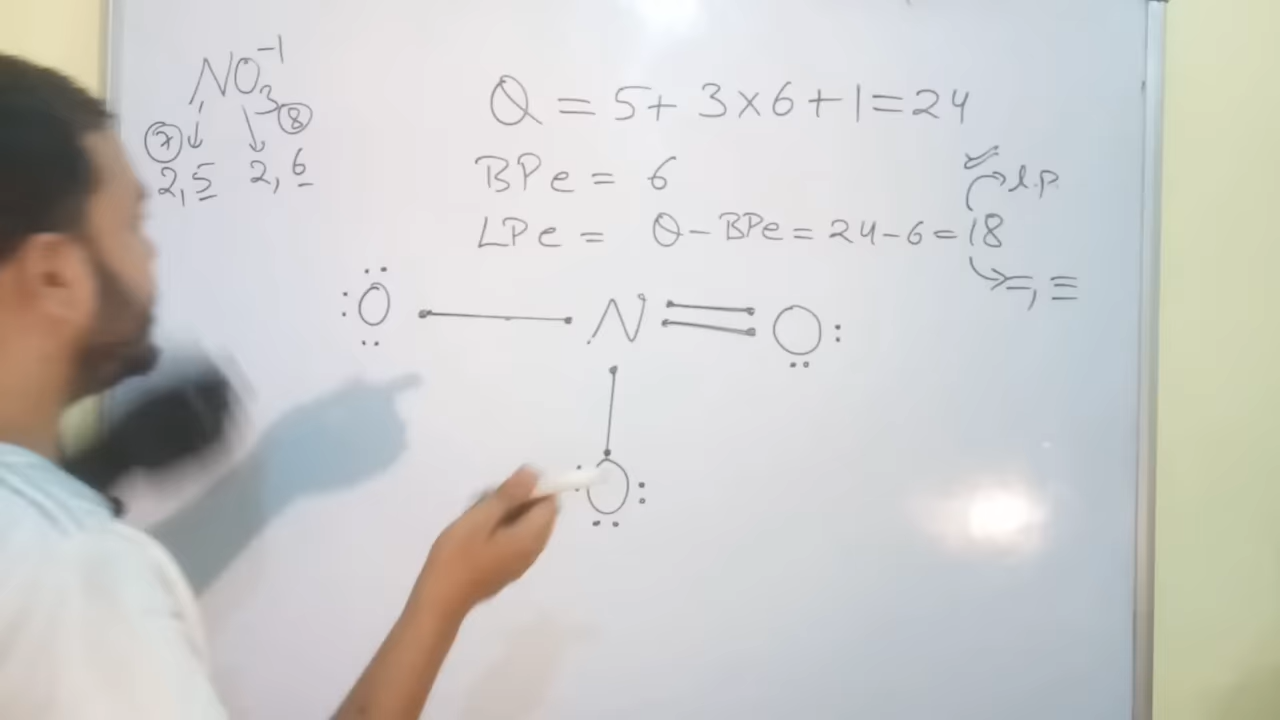 NO₃⁻¹
⑦ ↓ ↘ ⑧
2,5 2,6
Q = 5+ 3×6+1=24
BPe = 6
LPe = Q-BPe = 24-6=18
l.p
=, ≡
:O — N = O:
O: